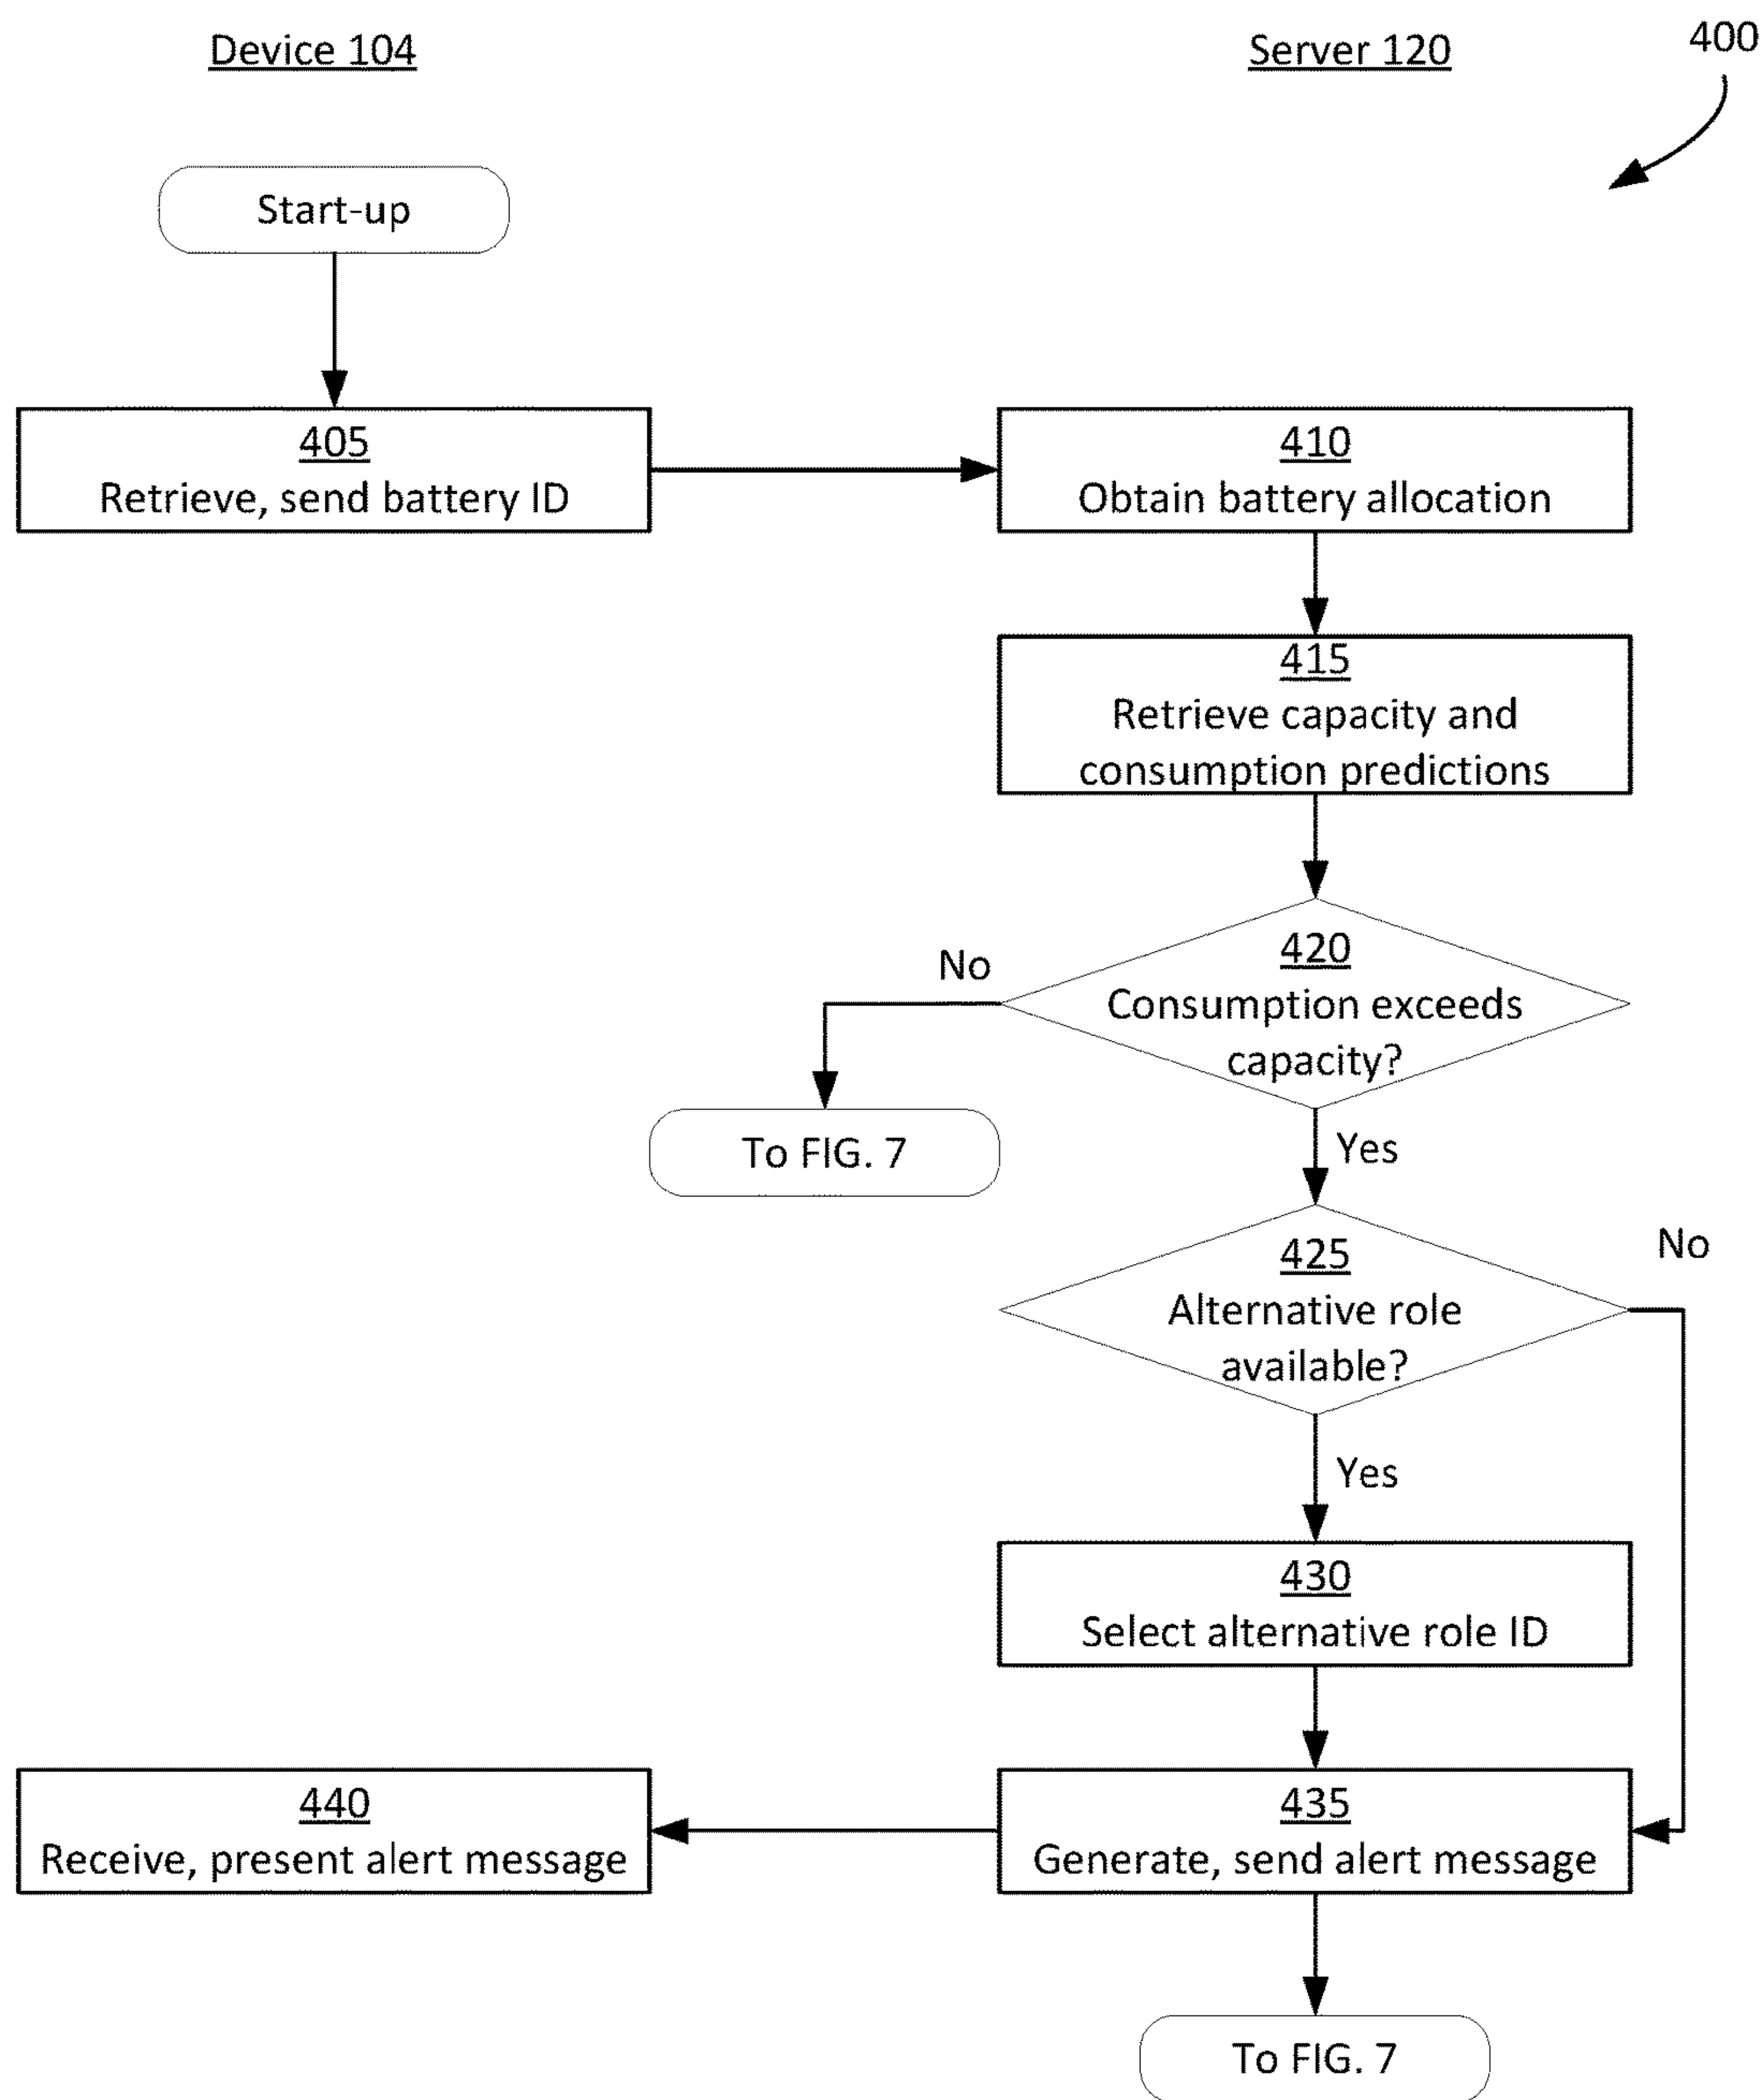 Device 104
Server 120
400
Start-up
405
Retrieve, send battery ID
410
Obtain battery allocation
415
Retrieve capacity and
consumption predictions
420
Consumption exceeds
capacity?
No
To FIG. 7
Yes
425
Alternative role
available?
No
Yes
430
Select alternative role ID
440
Receive, present alert message
435
Generate, send alert message
To FIG. 7